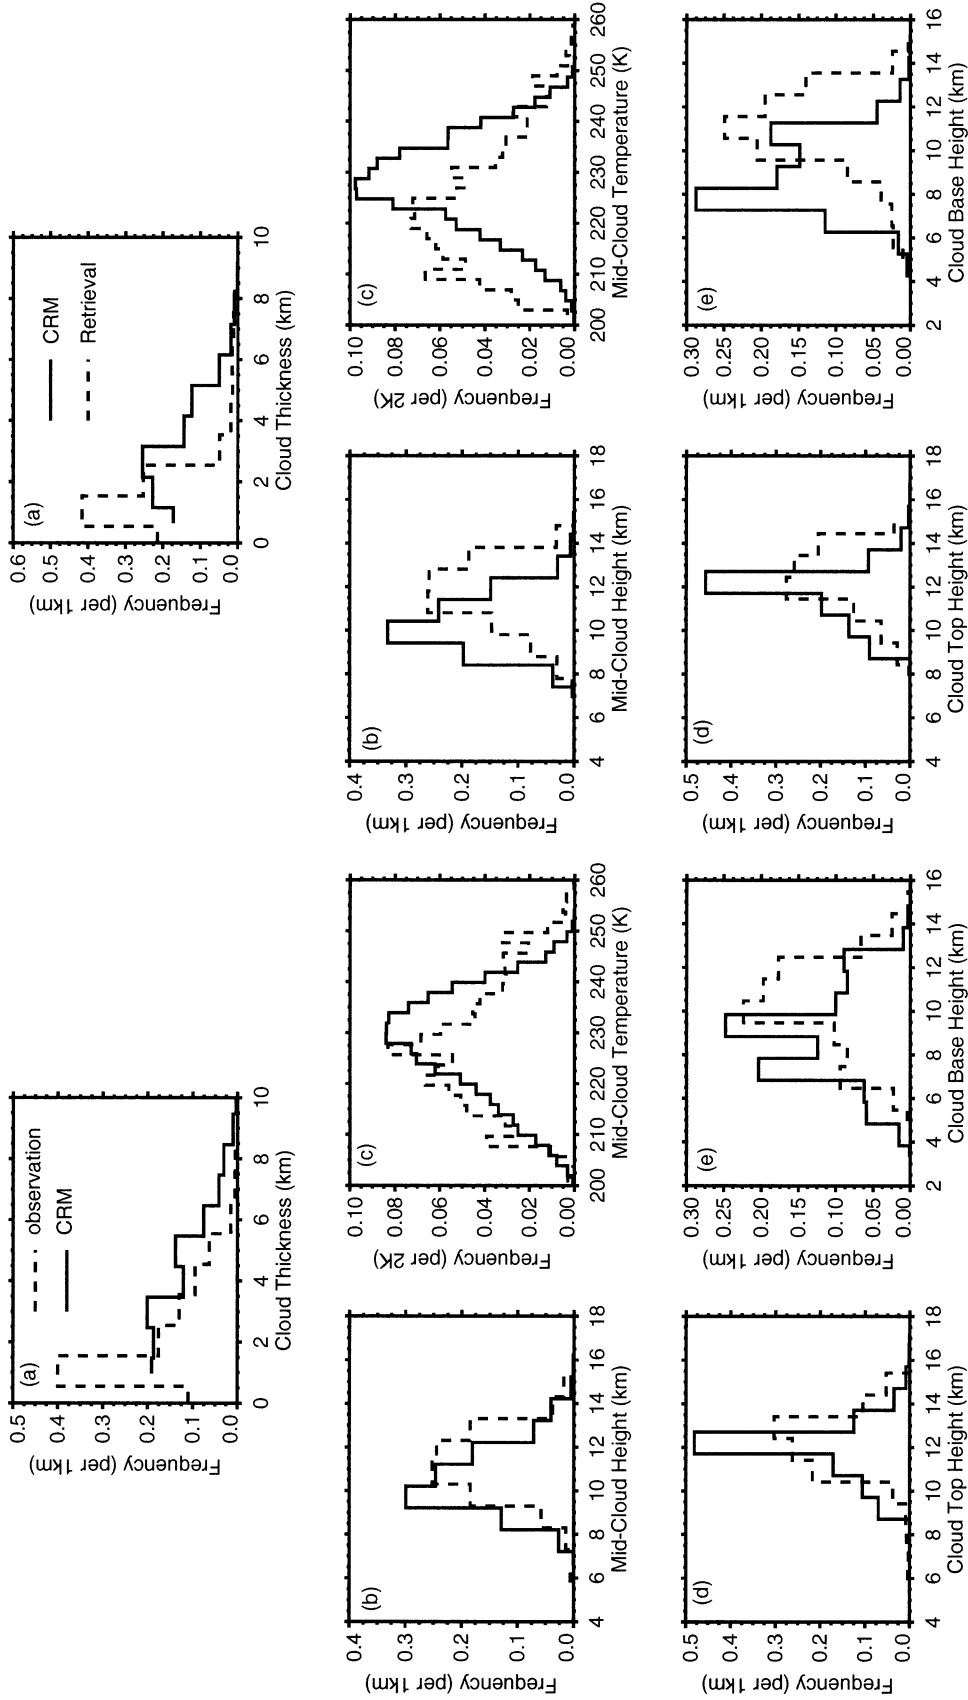 (a)
observation
CRM
0.5
0.4
0.3
0.2
0.1
0.0
Frequency (per 1km)
0 2 4 6 8 10
Cloud Thickness (km)
(b)
0.4
0.3
0.2
0.1
0.0
Frequency (per 1km)
4 6 8 10 12 14 16 18
Mid-Cloud Height (km)
(c)
0.10
0.08
0.06
0.04
0.02
0.00
Frequency (per 2K)
200 210 220 230 240 250 260
Mid-Cloud Temperature (K)
(d)
0.5
0.4
0.3
0.2
0.1
0.0
Frequency (per 1km)
4 6 8 10 12 14 16 18
Cloud Top Height (km)
(e)
0.30
0.25
0.20
0.15
0.10
0.05
0.00
Frequency (per 1km)
2 4 6 8 10 12 14 16
Cloud Base Height (km)
(a)
CRM
Retrieval
0.6
0.5
0.4
0.3
0.2
0.1
0.0
Frequency (per 1km)
0 2 4 6 8 10
Cloud Thickness (km)
(b)
0.4
0.3
0.2
0.1
0.0
Frequency (per 1km)
4 6 8 10 12 14 16 18
Mid-Cloud Height (km)
(c)
0.10
0.08
0.06
0.04
0.02
0.00
Frequency (per 2K)
200 210 220 230 240 250 260
Mid-Cloud Temperature (K)
(d)
0.5
0.4
0.3
0.2
0.1
0.0
Frequency (per 1km)
4 6 8 10 12 14 16 18
Cloud Top Height (km)
(e)
0.30
0.25
0.20
0.15
0.10
0.05
0.00
Frequency (per 1km)
2 4 6 8 10 12 14 16
Cloud Base Height (km)